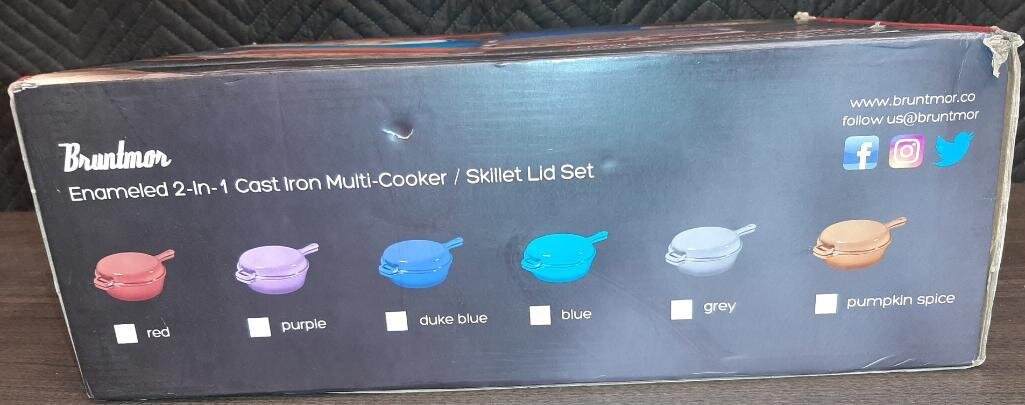 www.bruntmor.co
follow us@bruntmor
Bruntmor
Enameled 2-In-1 Cast Iron Multi-Cooker / Skillet Lid Set
red
purple
duke blue
blue
grey
pumpkin spice